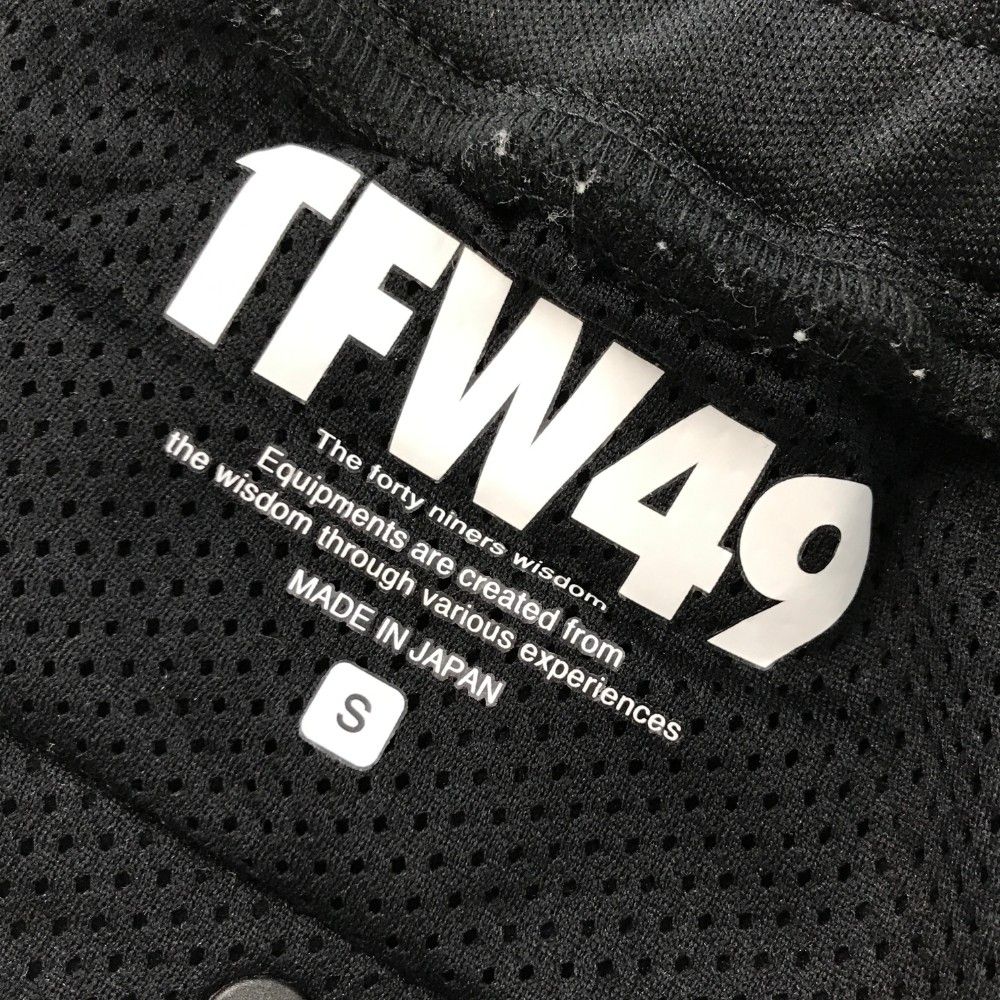 TFW49
The forty niners wisdom
Equipments are created from
the wisdom through various experiences
MADE IN JAPAN
S